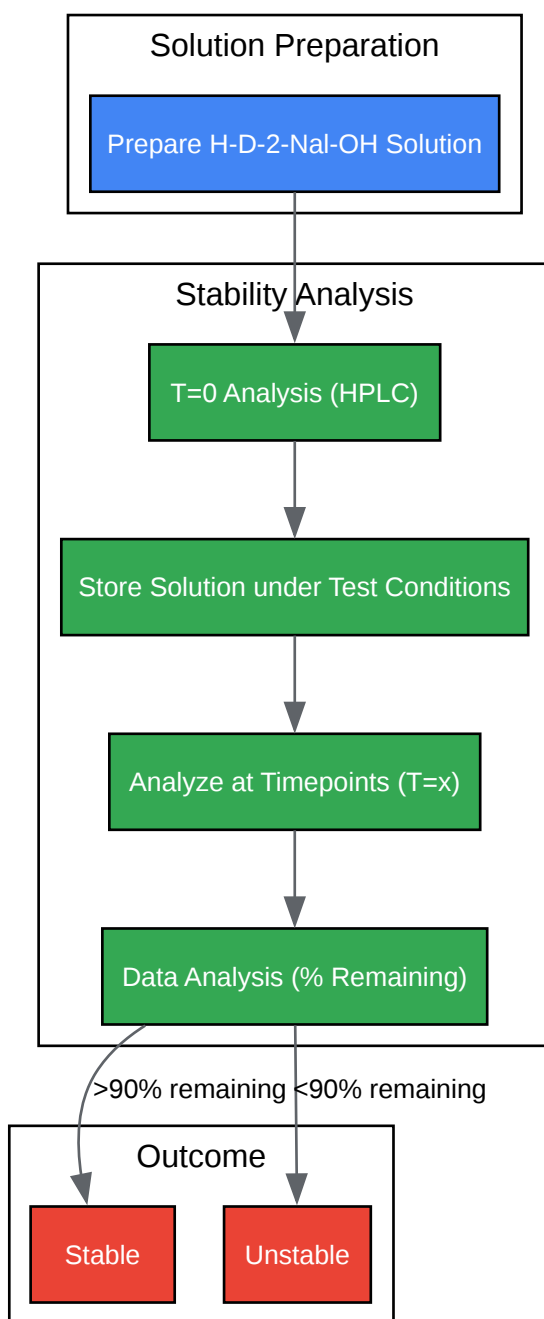 Solution Preparation
Prepare H-D-2-Nal-OH Solution
Stability Analysis
T=0 Analysis (HPLC)
Store Solution under Test Conditions
Analyze at Timepoints (T=x)
Data Analysis (% Remaining)
>90% remaining
<90% remaining
Outcome
Stable
Unstable